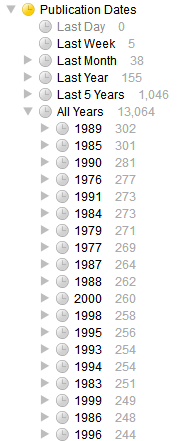 Publication Dates
Last Day 0
Last Week 5
Last Month 38
Last Year 155
Last 5 Years 1,046
All Years 13,064
1989 302
1985 301
1990 281
1976 277
1991 273
1984 273
1979 271
1977 269
1987 264
1988 262
2000 260
1998 258
1995 256
1993 254
1994 254
1983 251
1999 249
1986 248
1996 244